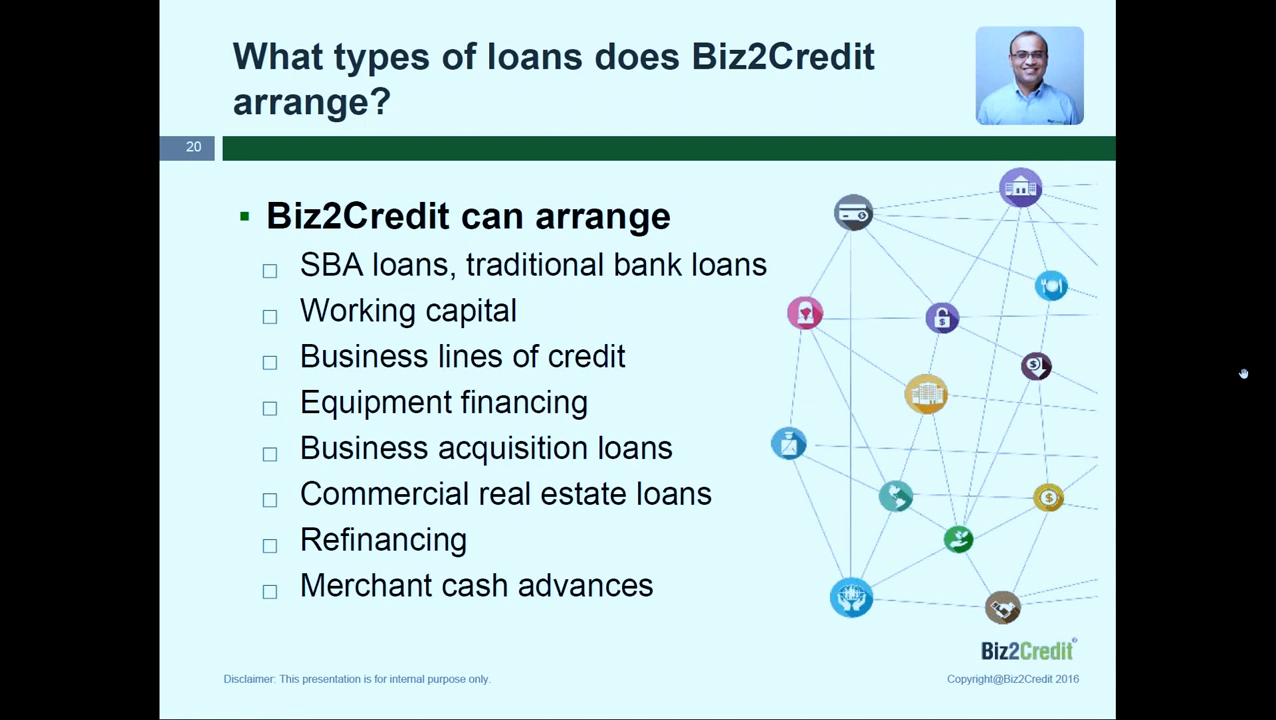 What types of loans does Biz2Credit
arrange?
20
▪ Biz2Credit can arrange
□ SBA loans, traditional bank loans
□ Working capital
□ Business lines of credit
□ Equipment financing
□ Business acquisition loans
□ Commercial real estate loans
□ Refinancing
□ Merchant cash advances
Biz2Credit
Disclaimer: This presentation is for internal purpose only.
Copyright@Biz2Credit 2016